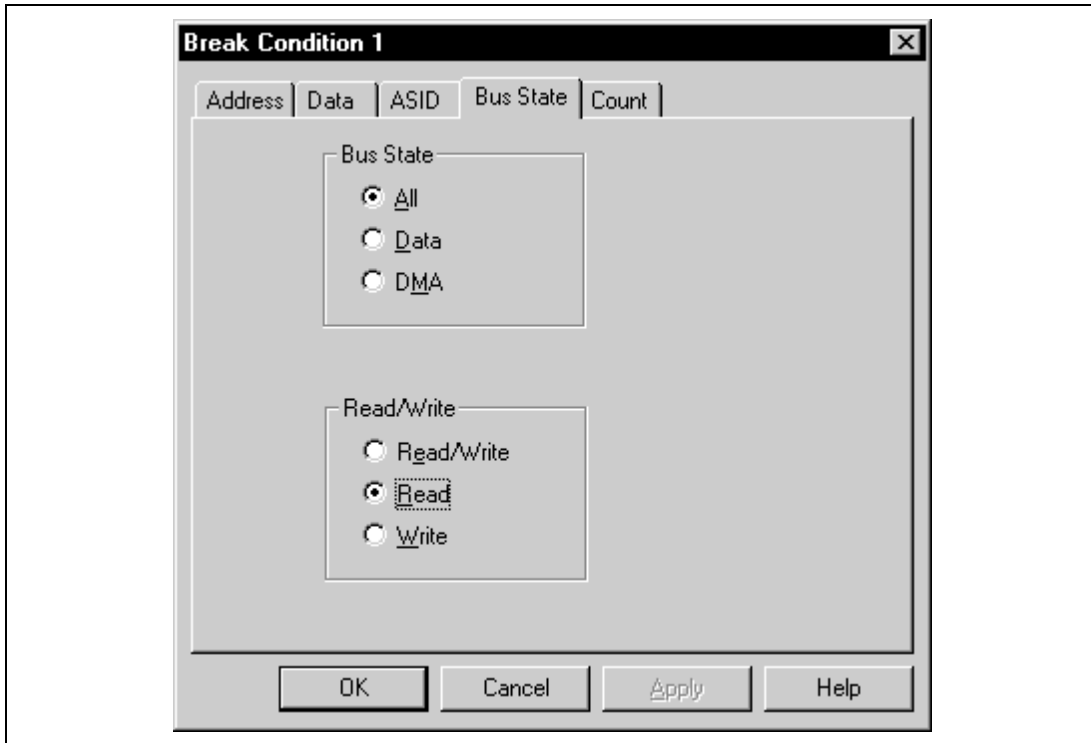 Break Condition 1
Address Data ASID Bus State Count
Bus State
All
Data
DMA
Read/Write
Read/Write
Read
Write
OK Cancel Apply Help